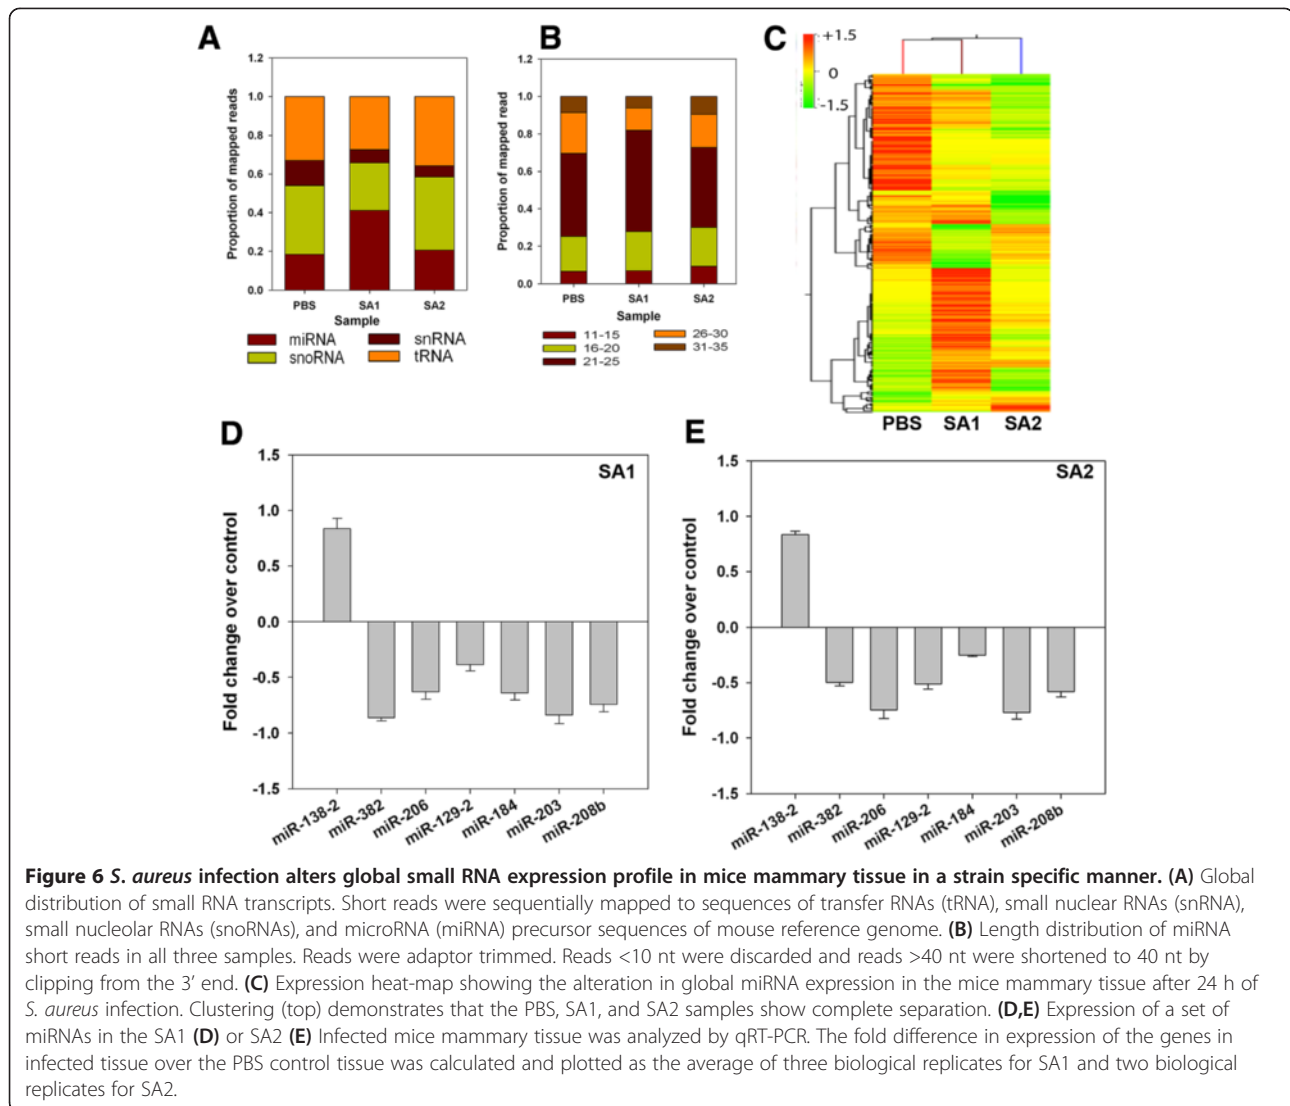 A
1.2
1.0
0.8
0.6
0.4
0.2
0.0
Proportion of mapped reads
PBS SA1 SA2
Sample
miRNA snRNA
snoRNA tRNA
B
1.2
1.0
0.8
0.6
0.4
0.2
0.0
Proportion of mapped read
PBS SA1 SA2
Sample
11-15 26-30
16-20 31-35
21-25
C
+1.5
0
-1.5
PBS SA1 SA2
D
1.5
1.0
0.5
0.0
-0.5
-1.0
-1.5
Fold change over control
SA1
miR-138-2
miR-382
miR-206
miR-129-2
miR-184
miR-203
miR-208b
E
1.5
1.0
0.5
0.0
-0.5
-1.0
-1.5
Fold change over control
SA2
miR-138-2
miR-382
miR-206
miR-129-2
miR-184
miR-203
miR-208b
Figure 6 S. aureus infection alters global small RNA expression profile in mice mammary tissue in a strain specific manner. (A) Global
distribution of small RNA transcripts. Short reads were sequentially mapped to sequences of transfer RNAs (tRNA), small nuclear RNAs (snRNA),
small nucleolar RNAs (snoRNAs), and microRNA (miRNA) precursor sequences of mouse reference genome. (B) Length distribution of miRNA
short reads in all three samples. Reads were adaptor trimmed. Reads <10 nt were discarded and reads >40 nt were shortened to 40 nt by
clipping from the 3’ end. (C) Expression heat-map showing the alteration in global miRNA expression in the mice mammary tissue after 24 h of
S. aureus infection. Clustering (top) demonstrates that the PBS, SA1, and SA2 samples show complete separation. (D,E) Expression of a set of
miRNAs in the SA1 (D) or SA2 (E) Infected mice mammary tissue was analyzed by qRT-PCR. The fold difference in expression of the genes in
infected tissue over the PBS control tissue was calculated and plotted as the average of three biological replicates for SA1 and two biological
replicates for SA2.